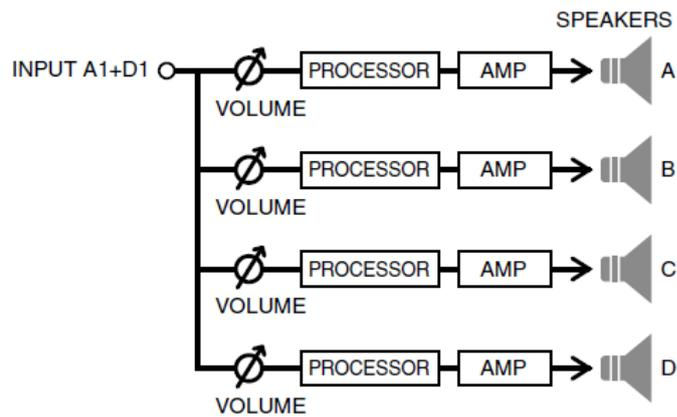 SPEAKERS
INPUT A1+D1 PROCESSOR AMP A
VOLUME
PROCESSOR AMP B
VOLUME
PROCESSOR AMP C
VOLUME
PROCESSOR AMP D
VOLUME